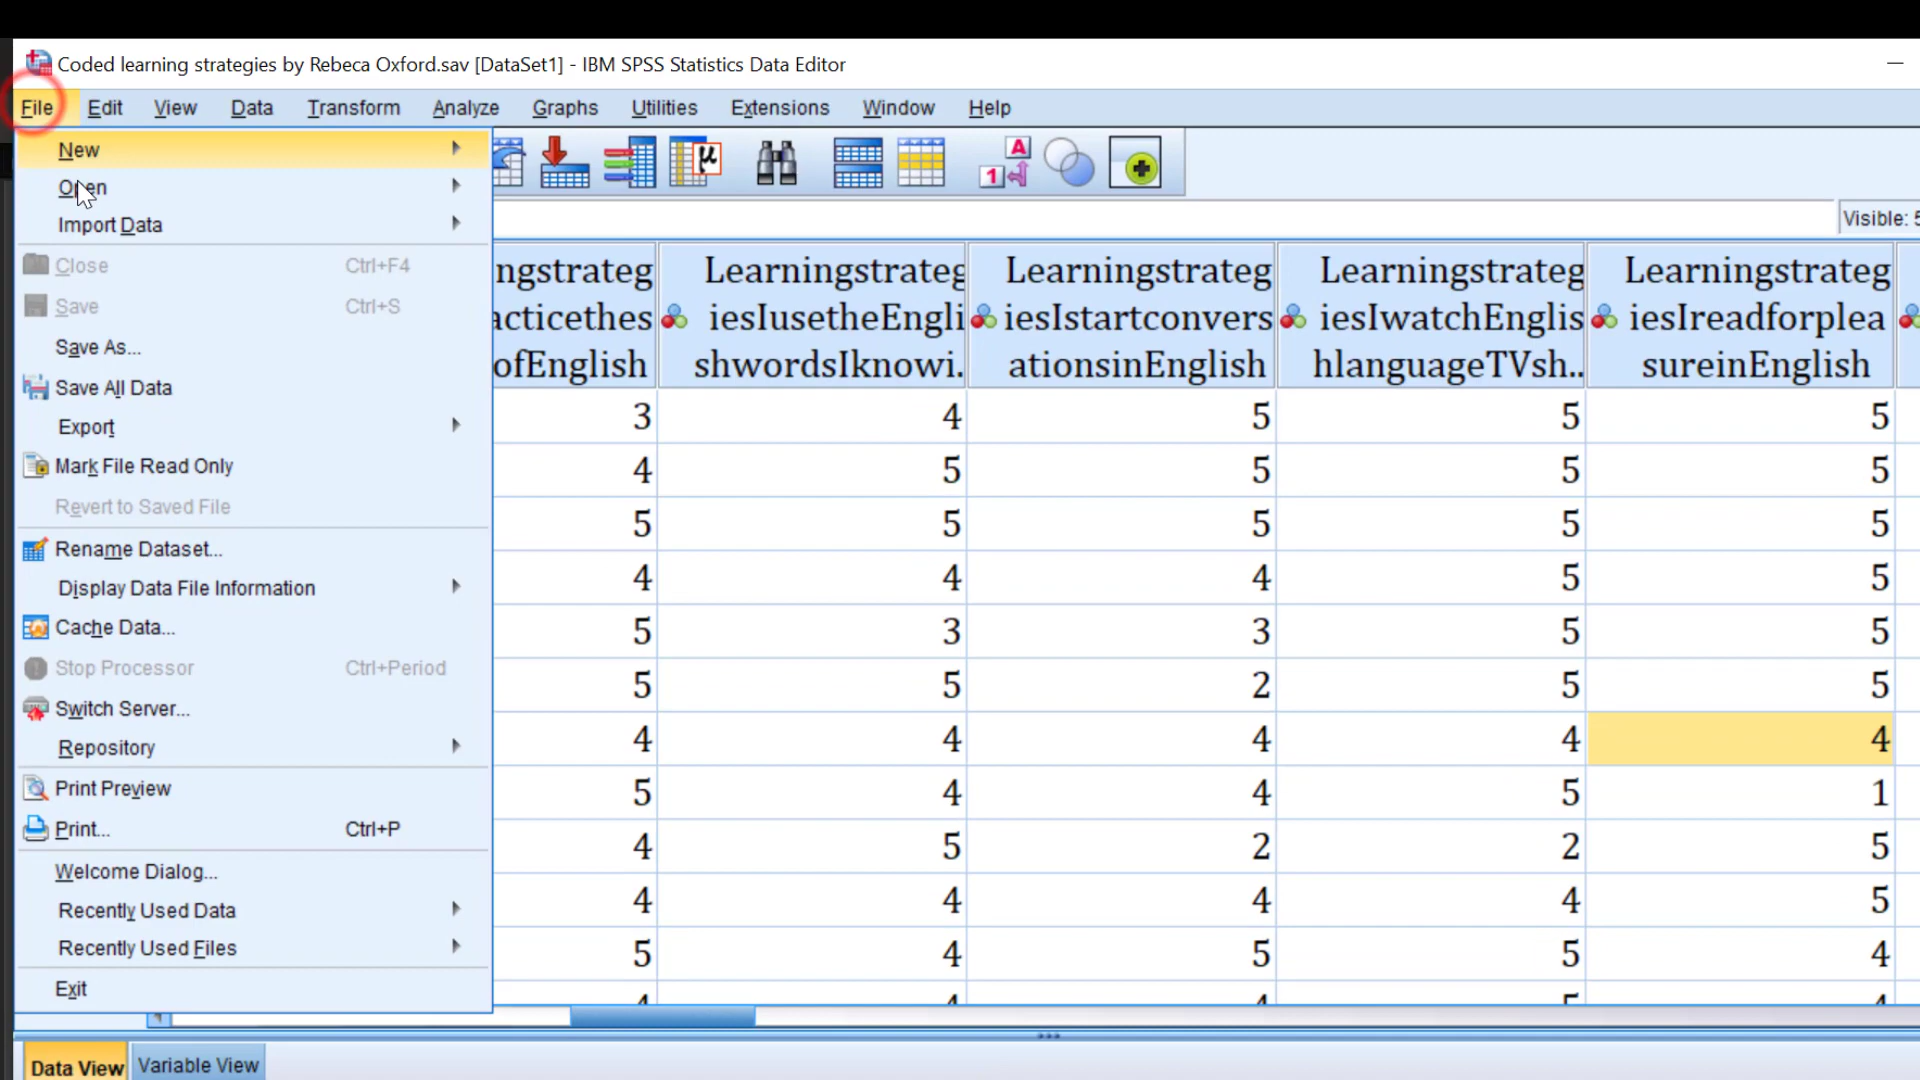 Coded learning strategies by Rebeca Oxford.sav [DataSet1] - IBM SPSS Statistics Data Editor
File Edit View Data Transform Analyze Graphs Utilities Extensions Window Help
New
Open
Import Data
Close Ctrl+F4
Save Ctrl+S
Save As...
Save All Data
Export
Mark File Read Only
Revert to Saved File
Rename Dataset...
Display Data File Information
Cache Data...
Stop Processor Ctrl+Period
Switch Server...
Repository
Print Preview
Print... Ctrl+P
Welcome Dialog...
Recently Used Data
Recently Used Files
Exit
Visible: 5
ngstrateg Learningstrateg Learningstrateg Learningstrateg Learningstrateg
acticethes iesIusetheEngli iesIstartconvers iesIwatchEnglis iesIreadforplea
ofEnglish shwordsIknowi. ationsinEnglish hlanguageTVsh.. sureinEnglish
3 4 5 5 5
4 5 5 5 5
5 5 5 5 5
4 4 4 5 5
5 3 3 5 5
5 5 2 5 5
4 4 4 4 4
5 4 4 5 1
4 5 2 2 5
4 4 4 4 5
5 4 5 5 4
4 4 4 5 4
Data View Variable View